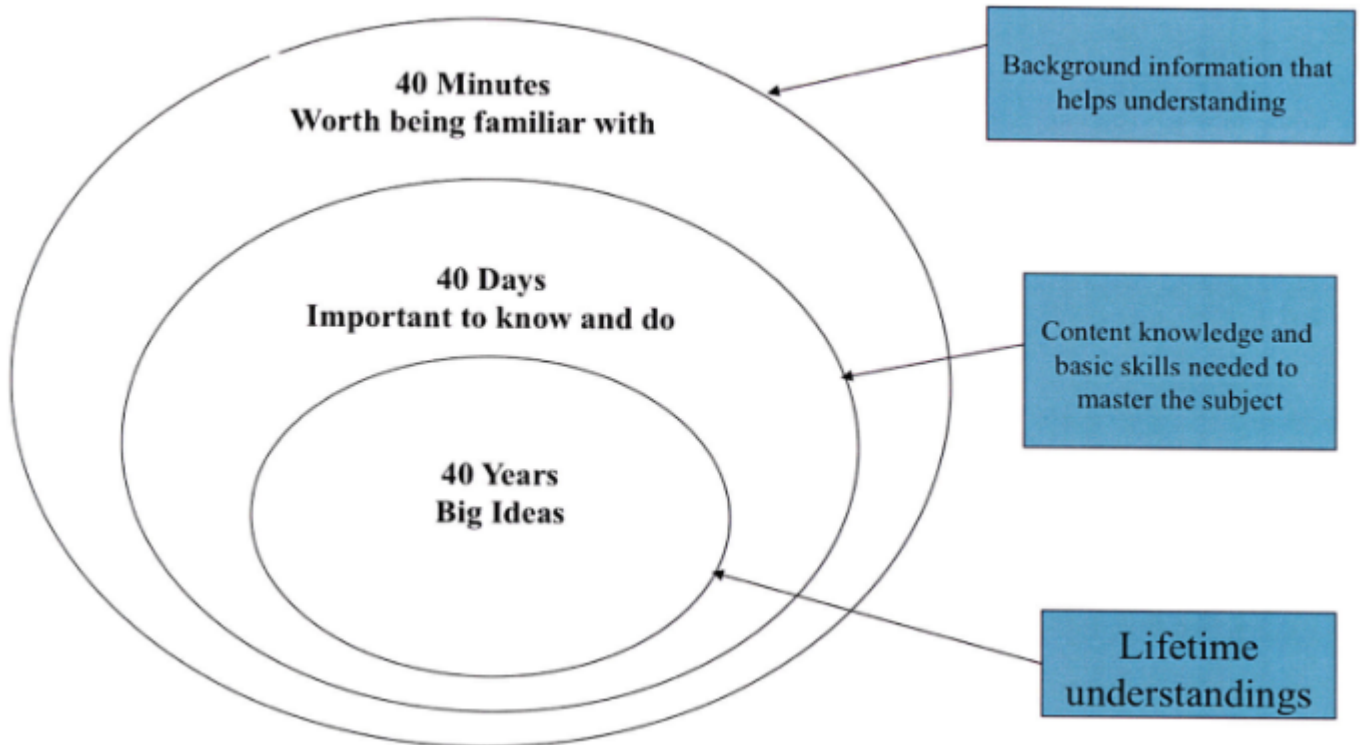 40 Minutes
Worth being familiar with
Background information that
helps understanding
40 Days
Important to know and do
Content knowledge and
basic skills needed to
master the subject
40 Years
Big Ideas
Lifetime
understandings